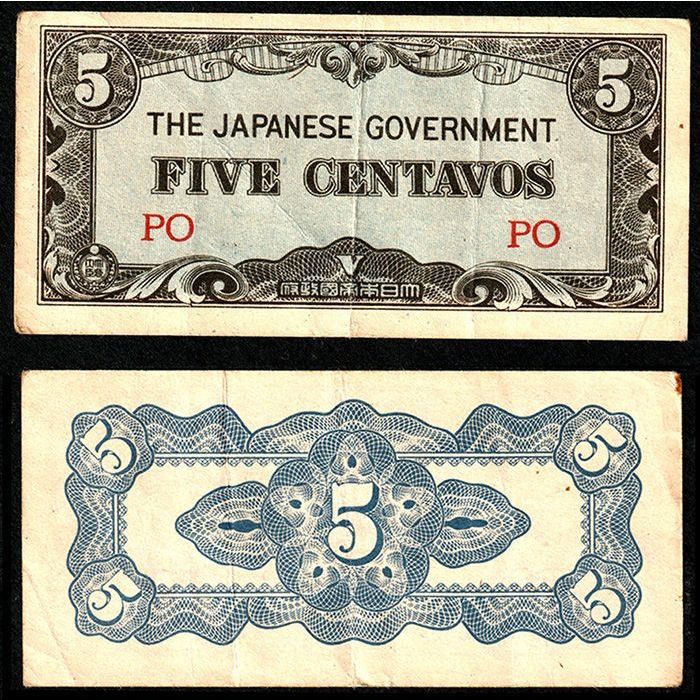 5 5
THE JAPANESE GOVERNMENT
FIVE CENTAVOS
PO PO
V
大日本帝國政府
5 5
5
5 5